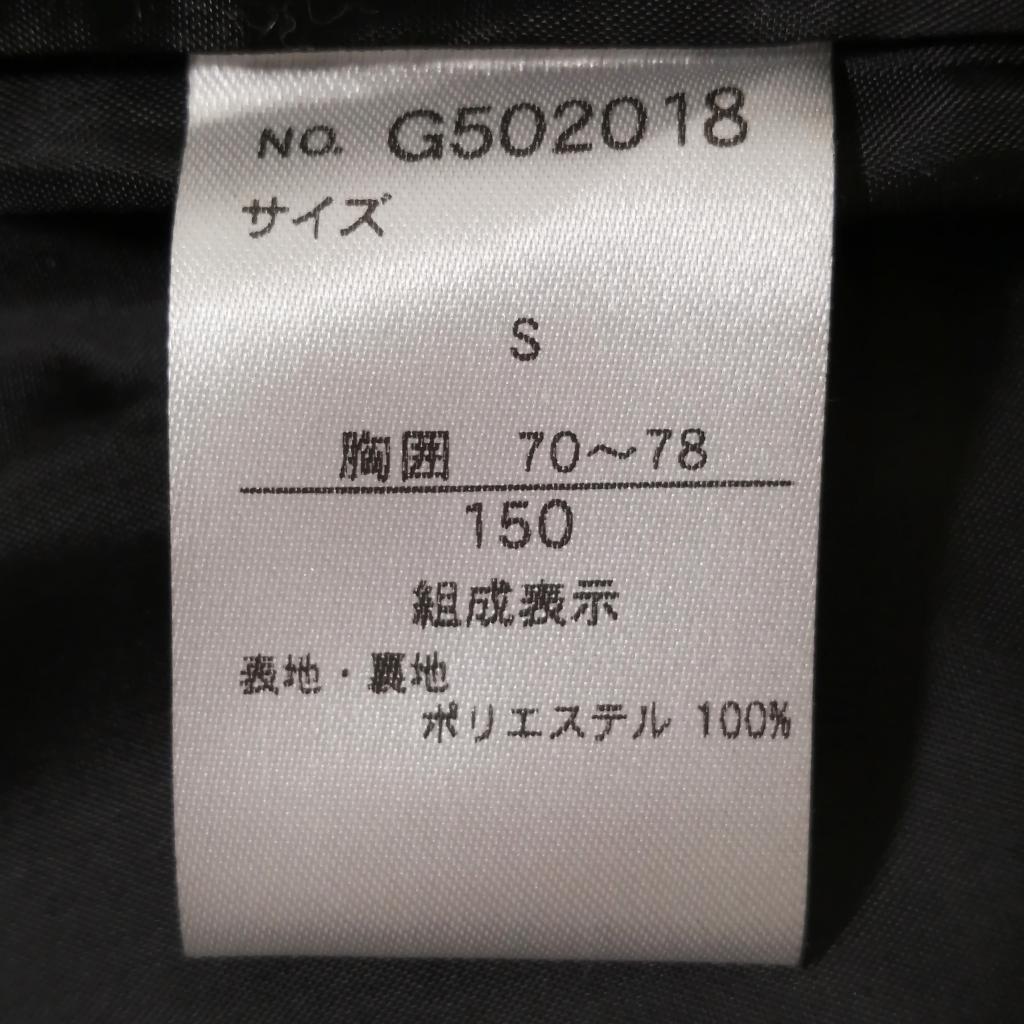 NO. G502018
サイズ
S
胸囲 70〜78
150
組成表示
表地・裏地
ポリエステル 100%